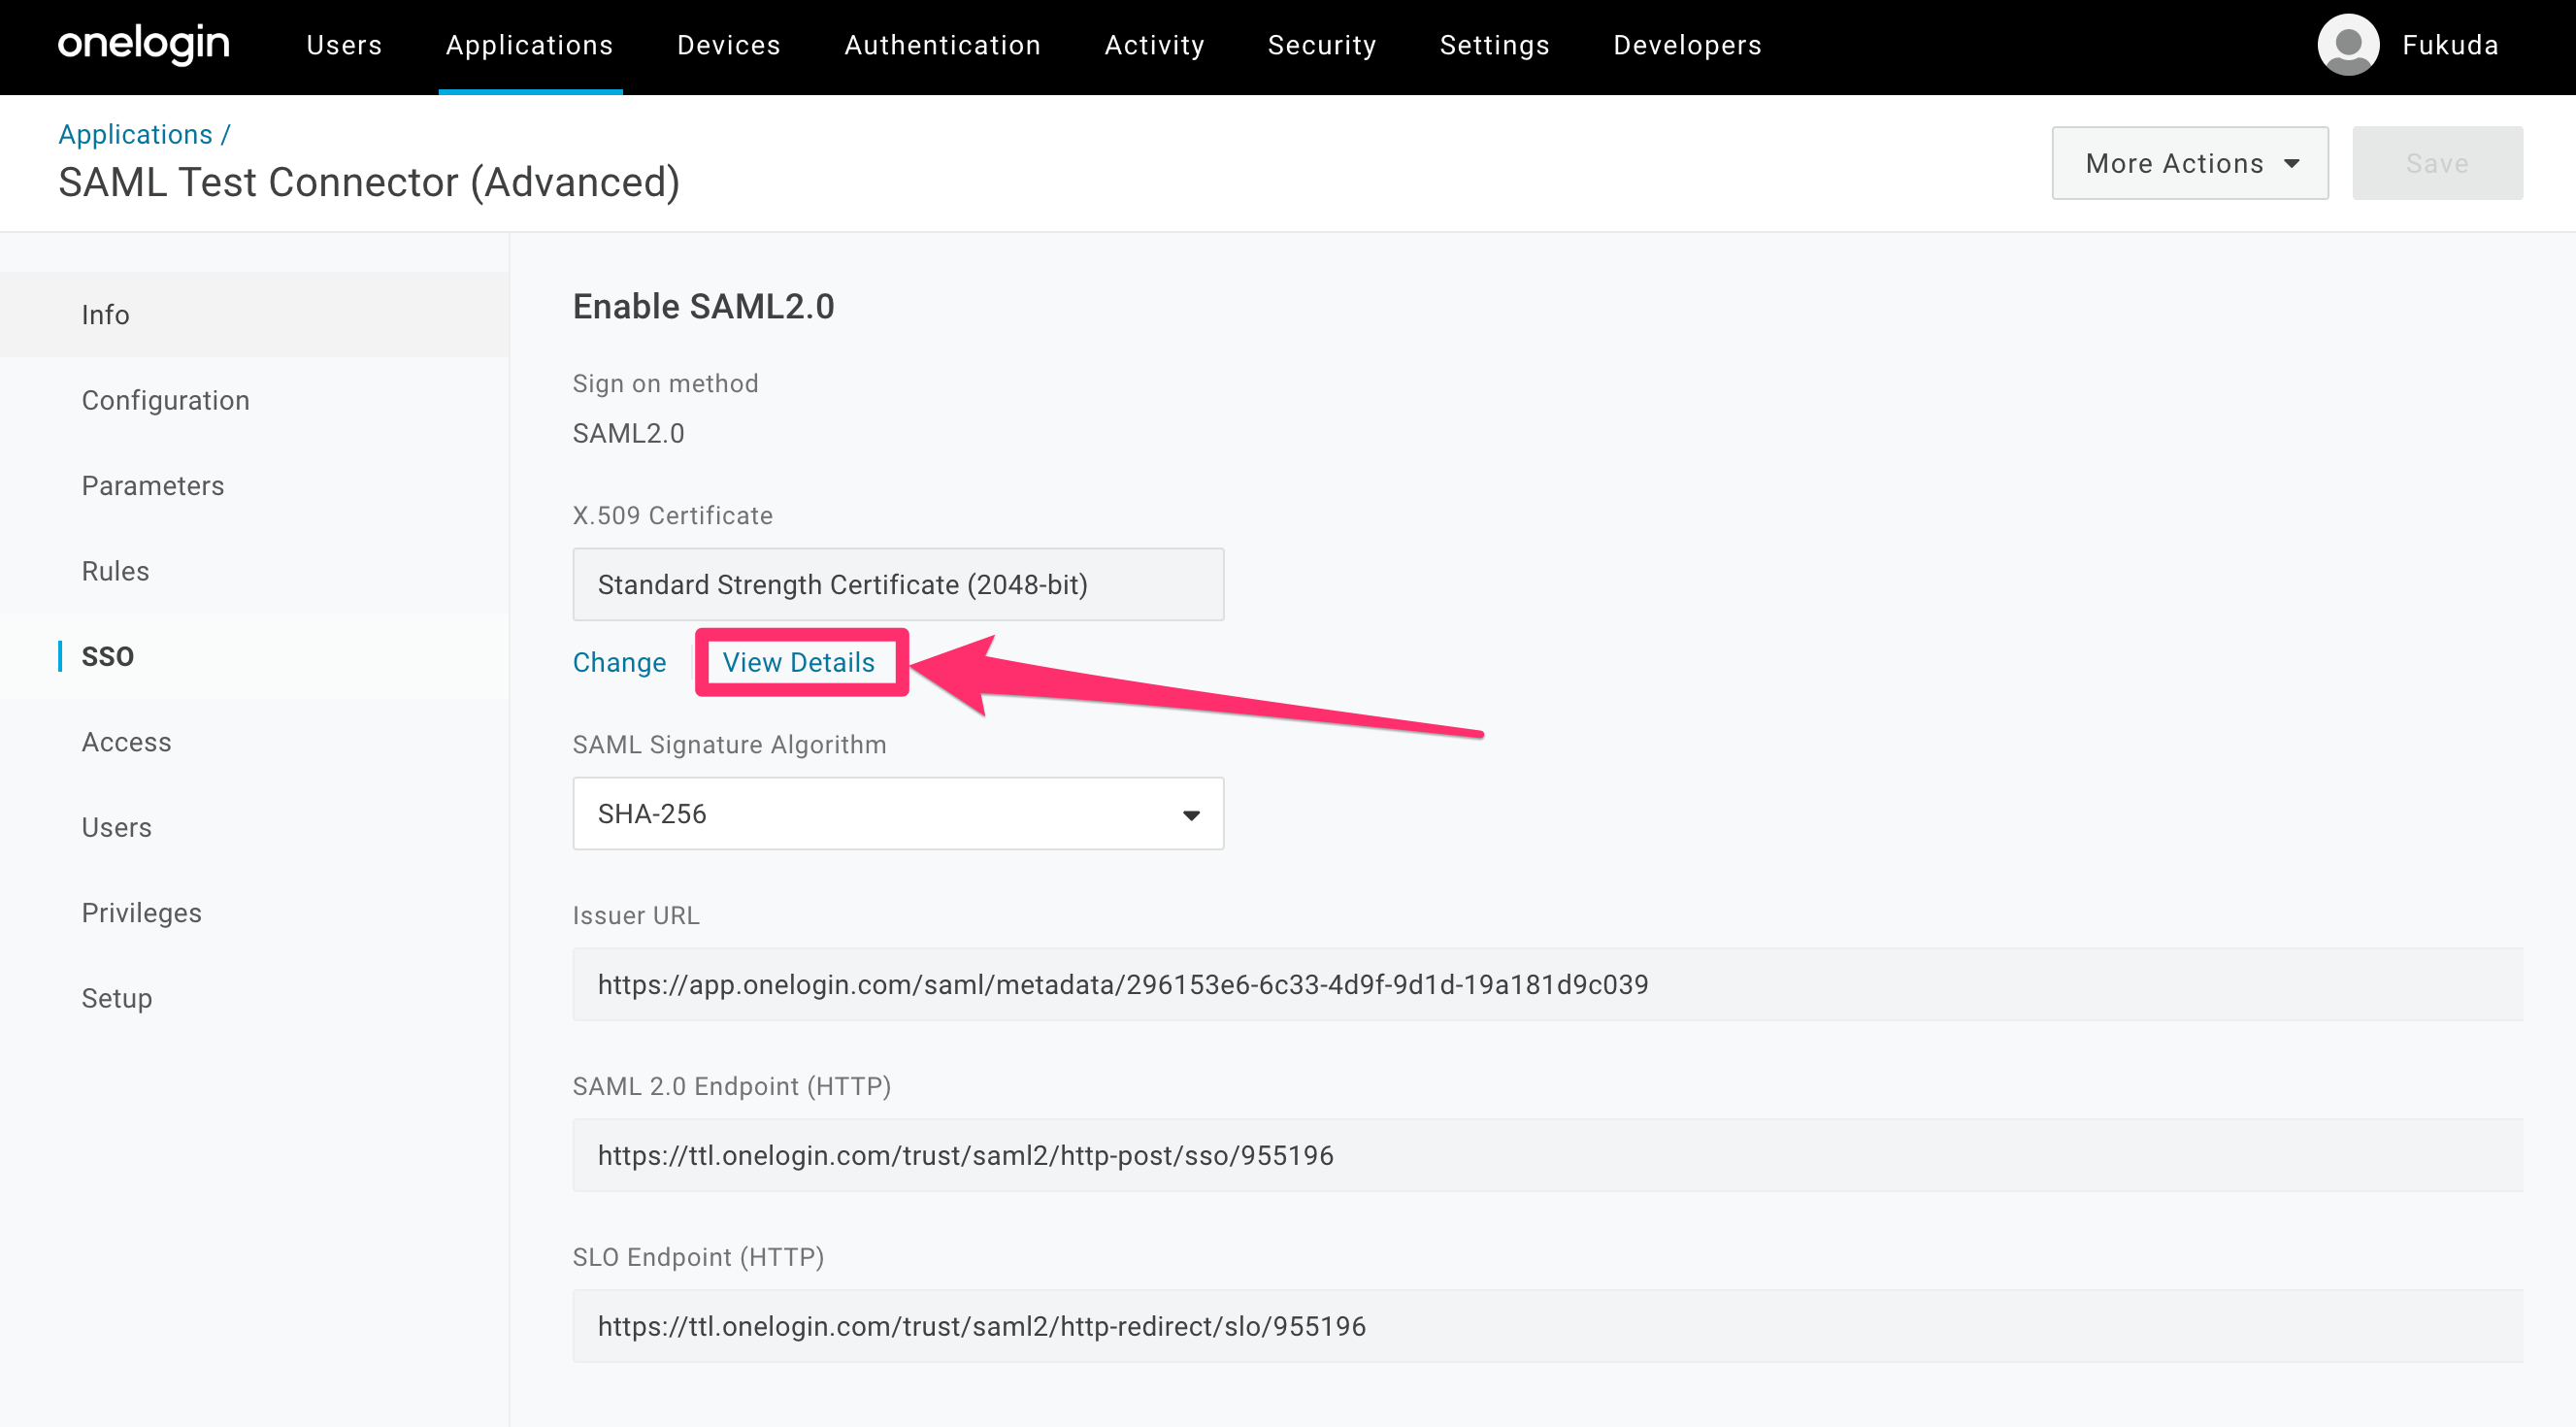 onelogin Users Applications Devices Authentication Activity Security Settings Developers Fukuda
Applications /
SAML Test Connector (Advanced)
More Actions
Save
Info
Configuration
Parameters
Rules
SSO
Access
Users
Privileges
Setup
Enable SAML2.0
Sign on method
SAML2.0
X.509 Certificate
Standard Strength Certificate (2048-bit)
Change View Details
SAML Signature Algorithm
SHA-256
Issuer URL
https://app.onelogin.com/saml/metadata/296153e6-6c33-4d9f-9d1d-19a181d9c039
SAML 2.0 Endpoint (HTTP)
https://ttl.onelogin.com/trust/saml2/http-post/sso/955196
SLO Endpoint (HTTP)
https://ttl.onelogin.com/trust/saml2/http-redirect/slo/955196